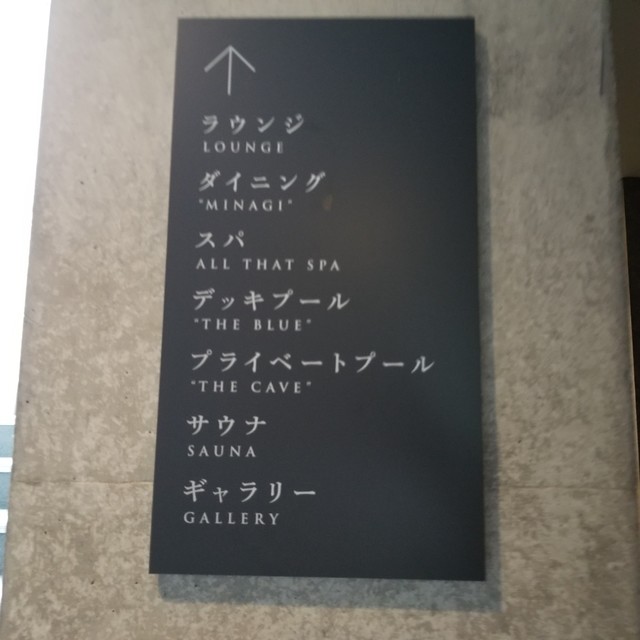 ラウンジ
LOUNGE
ダイニング
"MINAGI"
スパ
ALL THAT SPA
デッキプール
"THE BLUE"
プライベートプール
"THE CAVE"
サウナ
SAUNA
ギャラリー
GALLERY